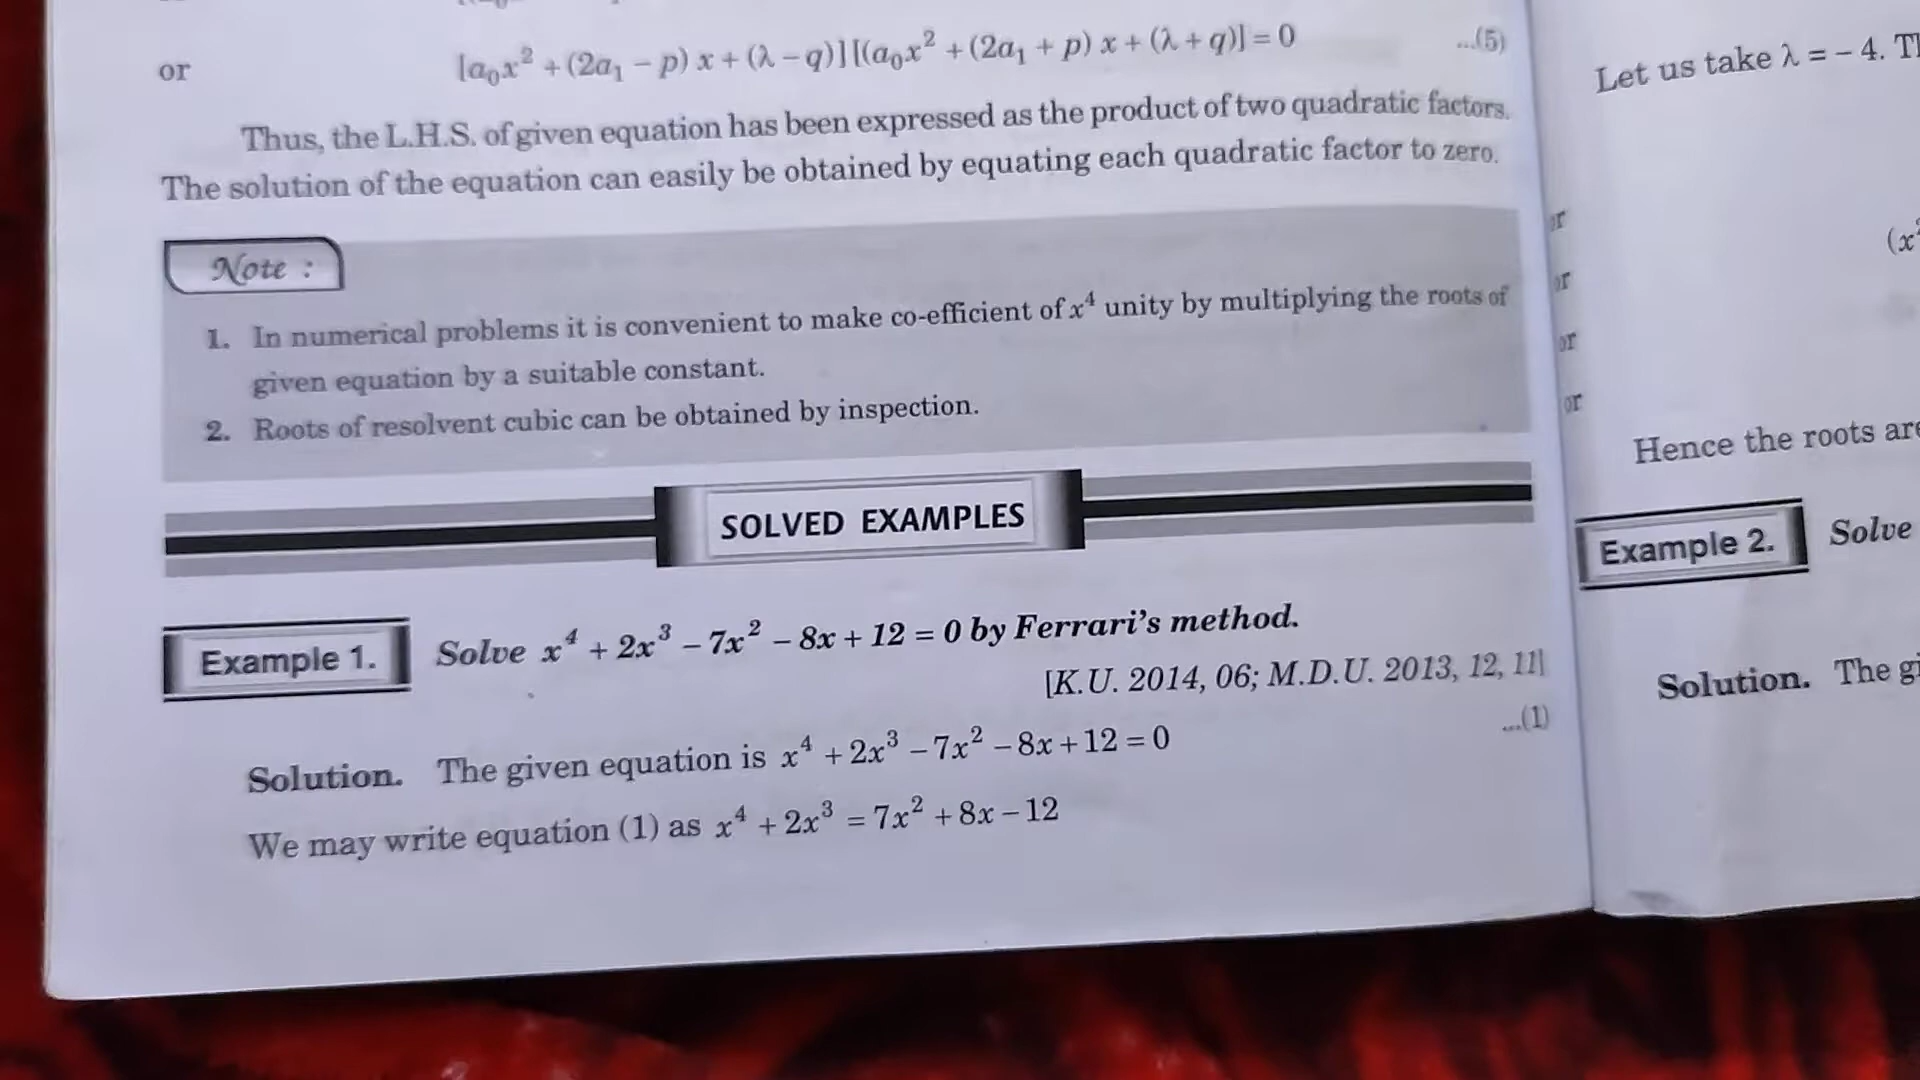 or [a₀x² + (2a₁ − p) x + (λ − q)] [(a₀x² + (2a₁ + p) x + (λ + q)] = 0 ...(5)
Thus, the L.H.S. of given equation has been expressed as the product of two quadratic factors.
The solution of the equation can easily be obtained by equating each quadratic factor to zero.
Note :
1. In numerical problems it is convenient to make co-efficient of x⁴ unity by multiplying the roots of
given equation by a suitable constant.
2. Roots of resolvent cubic can be obtained by inspection.
SOLVED EXAMPLES
Example 1. Solve x⁴ + 2x³ − 7x² − 8x + 12 = 0 by Ferrari's method.
[K.U. 2014, 06; M.D.U. 2013, 12, 11]
Solution. The given equation is x⁴ + 2x³ − 7x² − 8x + 12 = 0 ...(1)
We may write equation (1) as x⁴ + 2x³ = 7x² + 8x − 12
Let us take λ = − 4.
or
or
or
or
Hence the roots are
Example 2. Solve
Solution. The